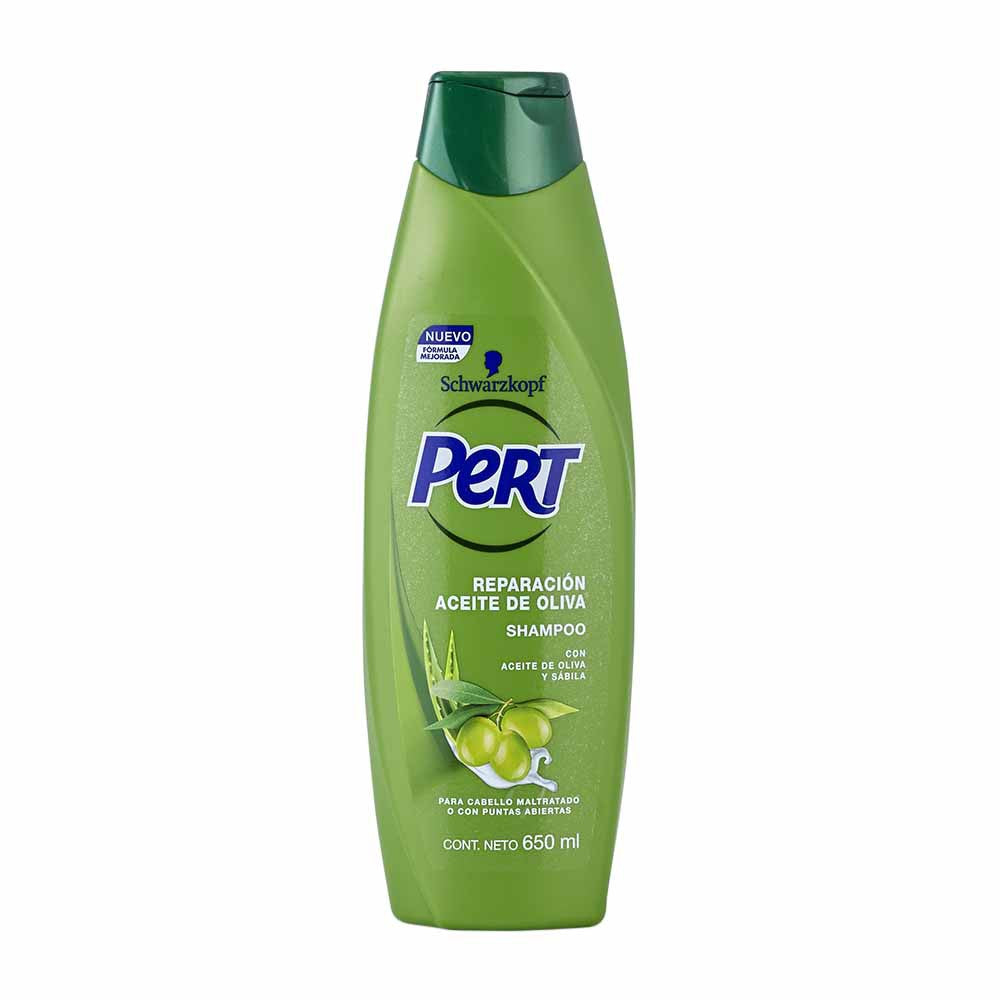 NUEVO
FÓRMULA
MEJORADA
Schwarzkopf
PERT
REPARACIÓN
ACEITE DE OLIVA
SHAMPOO
CON
ACEITE DE OLIVA
Y SÁBILA
PARA CABELLO MALTRATADO
O CON PUNTAS ABIERTAS
CONT. NETO 650 ml